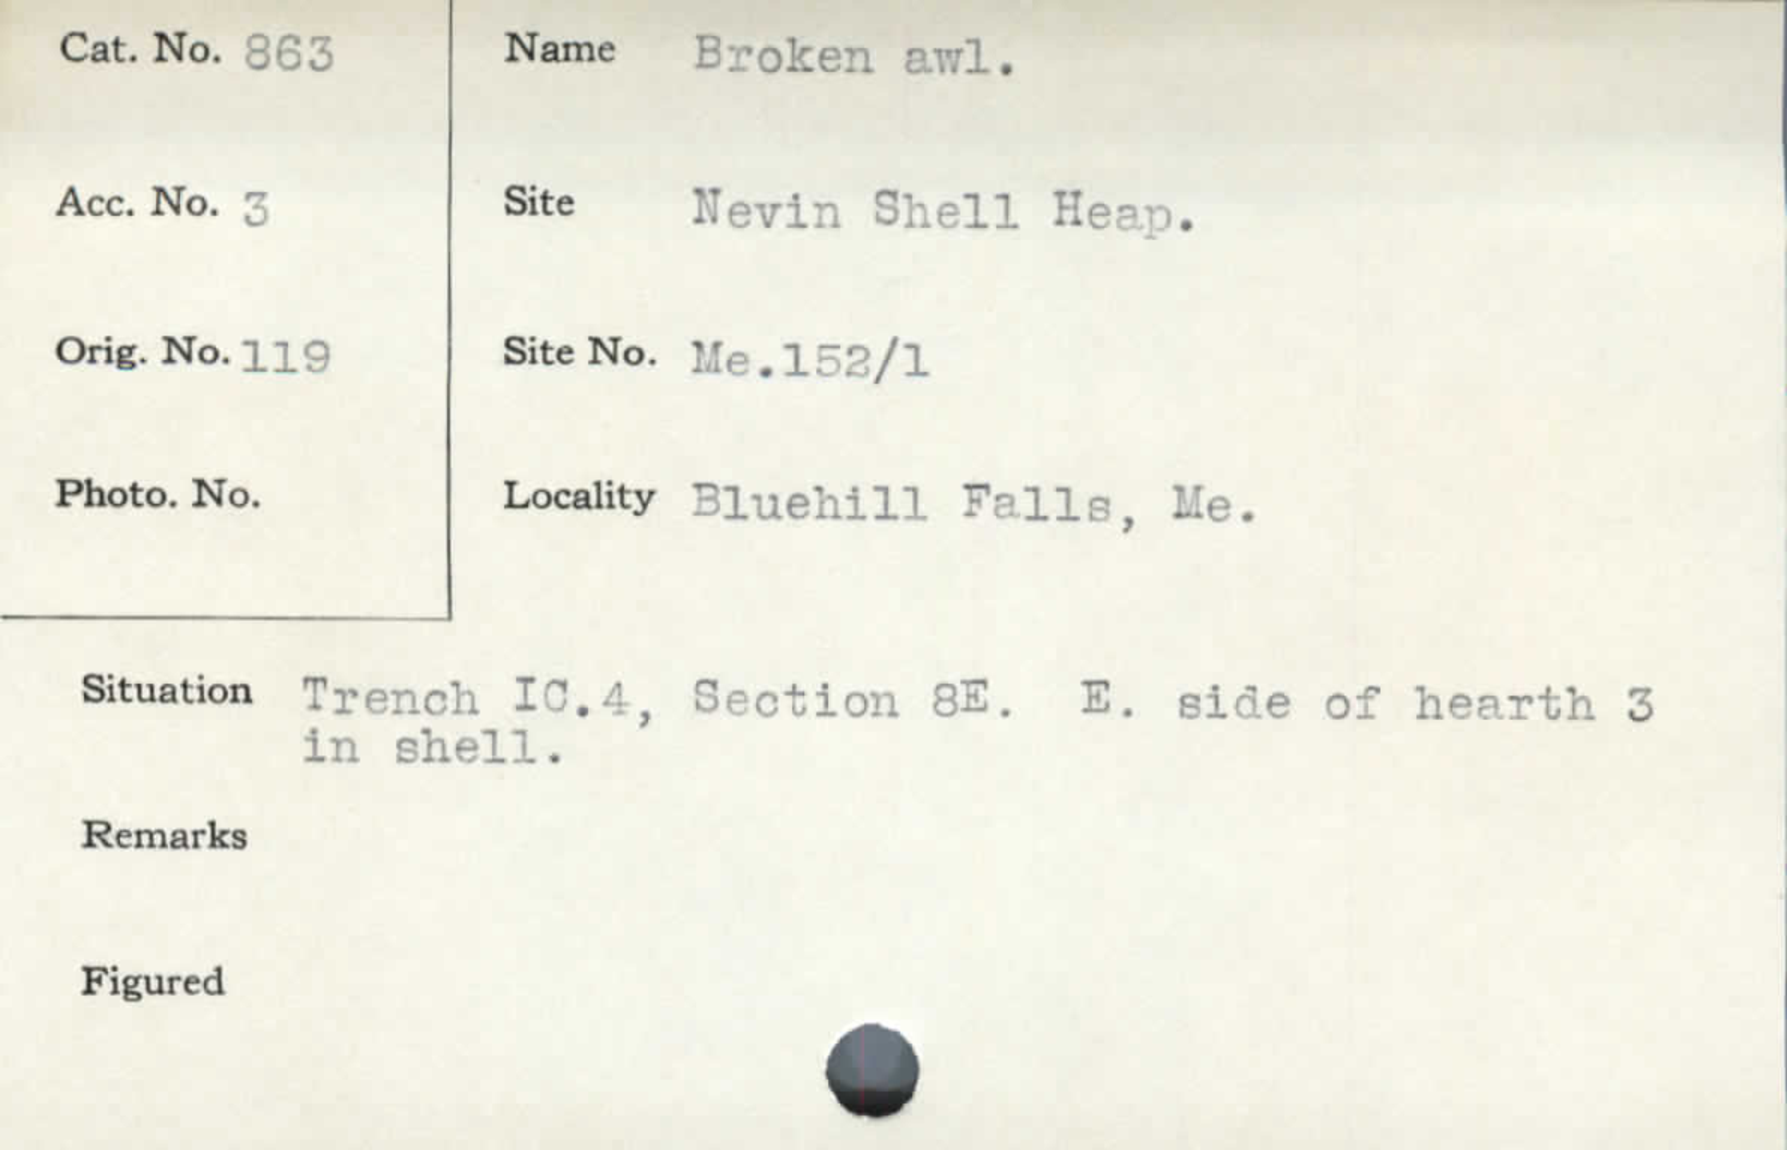 Cat. No. 863
Name Broken awl.
Acc. No. 3
Site Nevin Shell Heap.
Orig. No. 119
Site No. Me.152/1
Photo. No.
Locality Bluehill Falls, Me.
Situation Trench IC.4, Section 8E. E. side of hearth 3
in shell.
Remarks
Figured